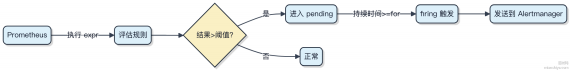 Prometheus
执行 expr
评估规则
结果>阈值?
是
进入 pending
持续时间>=for
firing 触发
发送到 Alertmanager
否
正常